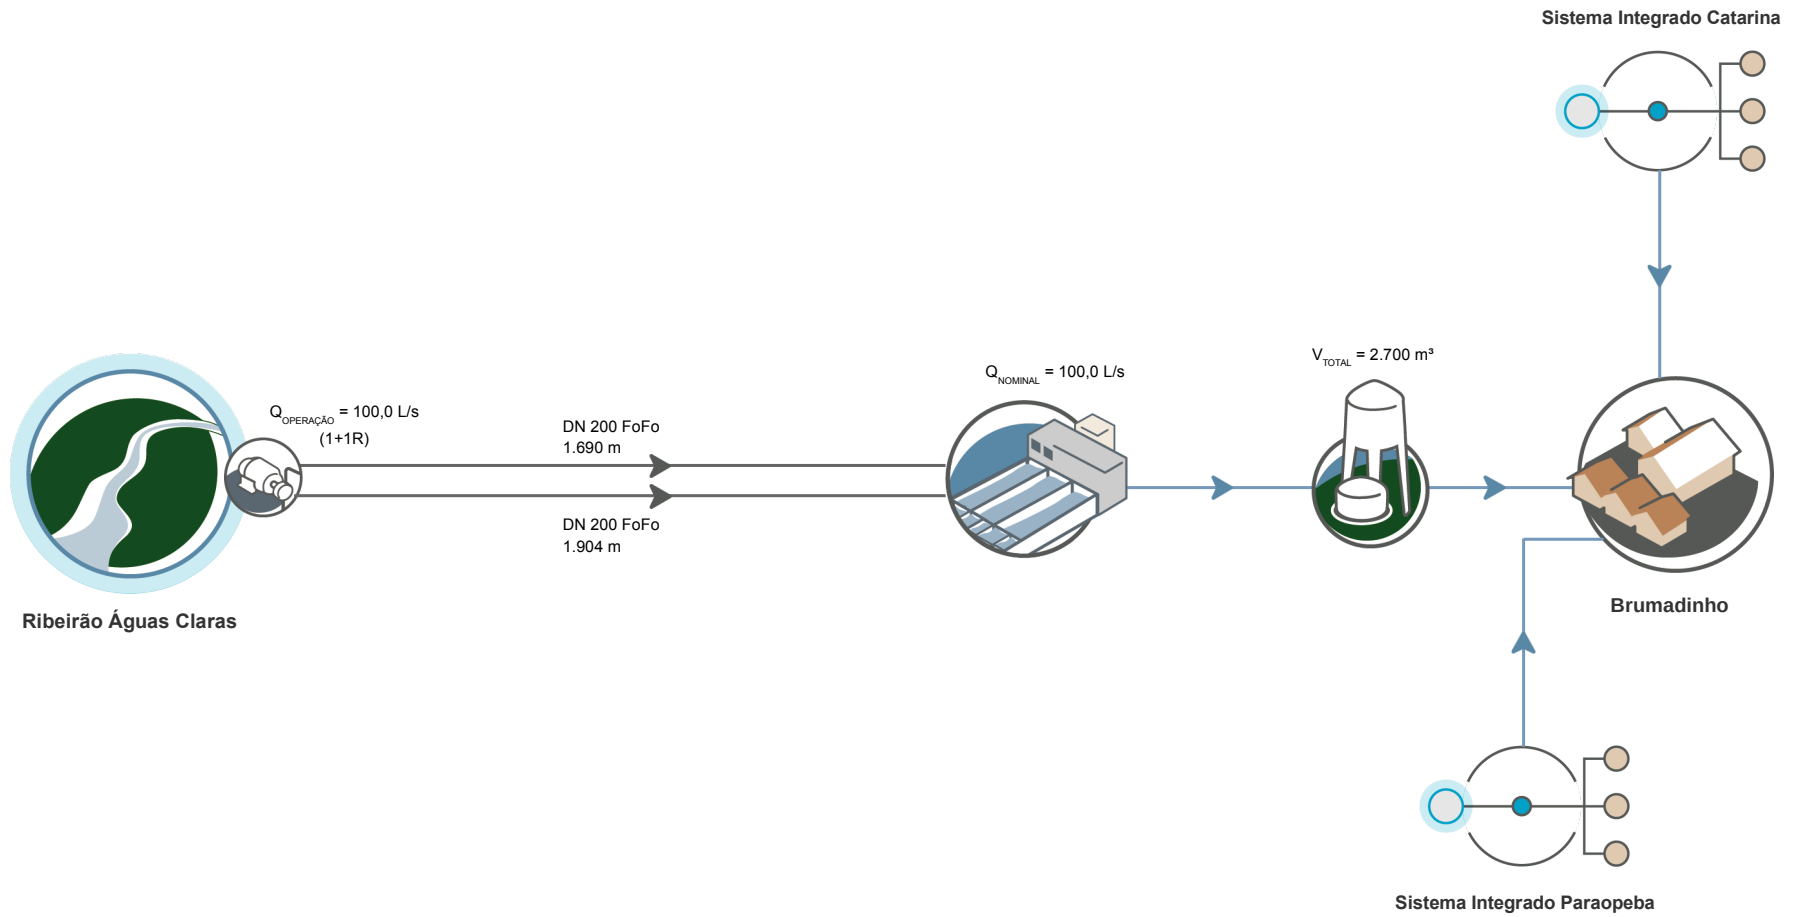 Sistema Integrado Catarina
V TOTAL = 2.700 m³
Q NOMINAL = 100,0 L/s
Q OPERAÇÃO = 100,0 L/s
(1+1R)
DN 200 FoFo
1.690 m
DN 200 FoFo
1.904 m
Ribeirão Águas Claras
Brumadinho
Sistema Integrado Paraopeba